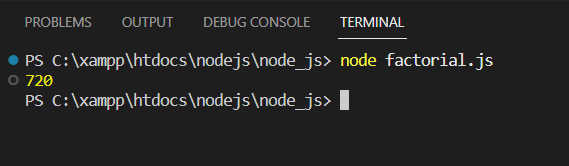 PROBLEMS OUTPUT DEBUG CONSOLE TERMINAL
PS C:\xampp\htdocs\nodejs\node_js> node factorial.js
720
PS C:\xampp\htdocs\nodejs\node_js>